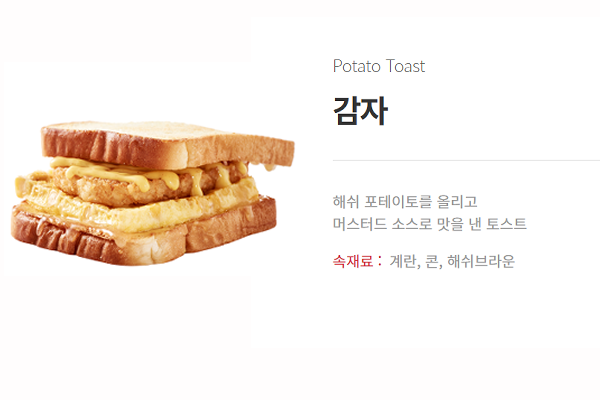 Potato Toast
감자
해쉬 포테이토를 올리고
머스터드 소스로 맛을 낸 토스트
속재료 : 계란, 콘, 해쉬브라운